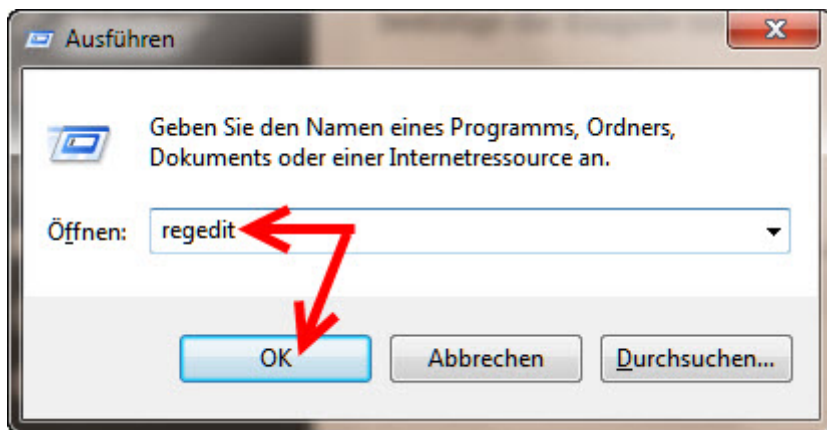 Ausführen
Geben Sie den Namen eines Programms, Ordners,
Dokuments oder einer Internetressource an.
Öffnen: regedit
OK Abbrechen Durchsuchen...